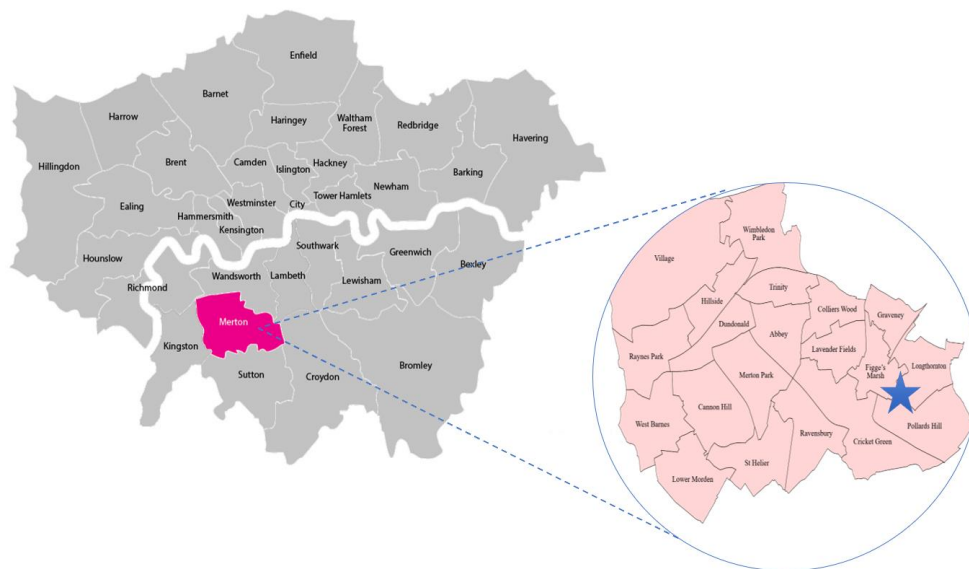 Enfield
Barnet
Harrow
Haringey
Waltham
Forest
Redbridge
Havering
Hillingdon
Brent
Camden
Islington
Hackney
Barking
Newham
Tower Hamlets
Ealing
Westminster
City
Hammersmith
Kensington
Southwark
Hounslow
Greenwich
Bexley
Richmond
Wandsworth
Lambeth
Lewisham
Merton
Kingston
Sutton
Croydon
Bromley
Wimbledon
Park
Village
Trinity
Hillside
Colliers Wood
Graveney
Dundonald
Abbey
Lavender Fields
Raynes Park
Figge's
Marsh
Longthornton
Merton Park
Cannon Hill
West Barnes
Pollards Hill
Ravensbury
Cricket Green
St Helier
Lower Morden